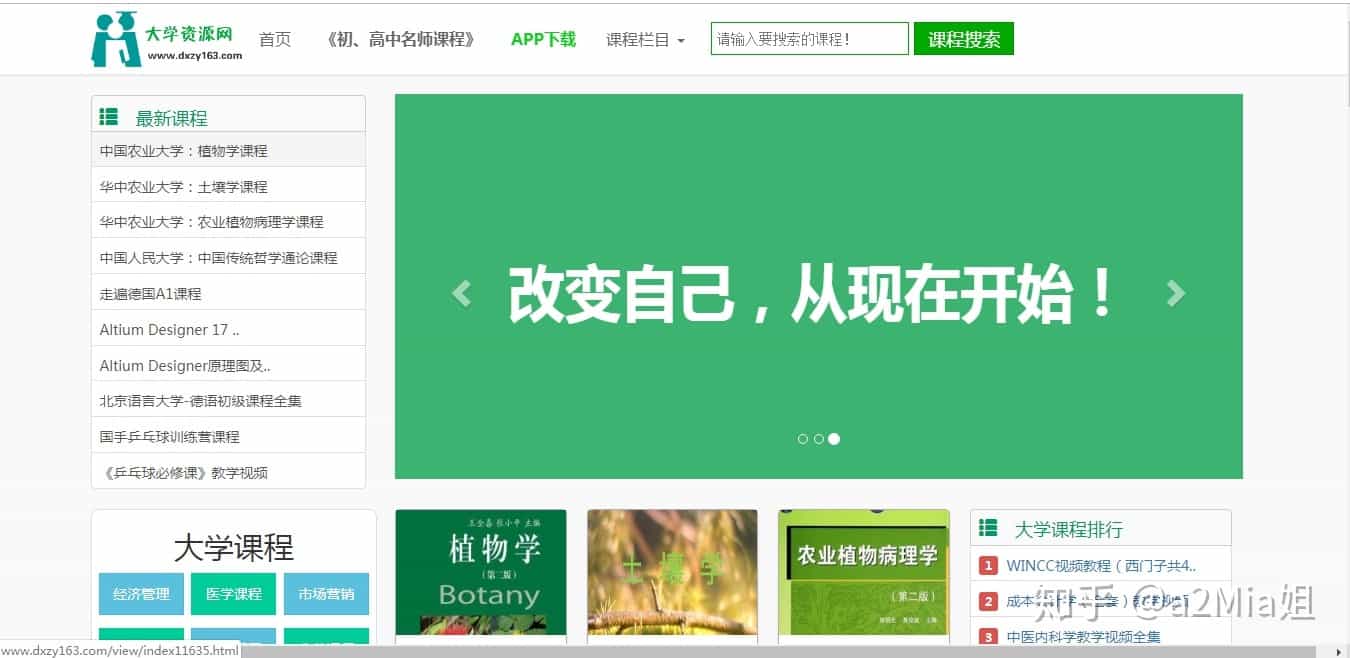 大学资源网
www.dxzy163.com
首页
《初、高中名师课程》
APP下载
课程栏目
请输入要搜索的课程！
课程搜索
最新课程
中国农业大学：植物学课程
华中农业大学：土壤学课程
华中农业大学：农业植物病理学课程
中国人民大学：中国传统哲学通论课程
走遍德国A1课程
Altium Designer 17 ..
Altium Designer原理图及..
北京语言大学-德语初级课程全集
国手乒乓球训练营课程
《乒乓球必修课》教学视频
改变自己，从现在开始！
大学课程
经济管理
医学课程
市场营销
植物学
（第二版）
Botany
土壤学
农业植物病理学
（第二版）
大学课程排行
1 WINCC视频教程（西门子共4..
2 成本
3 中医内科学教学视频全集
知乎 @a2Mia姐
www.dxzy163.com/view/index11635.html